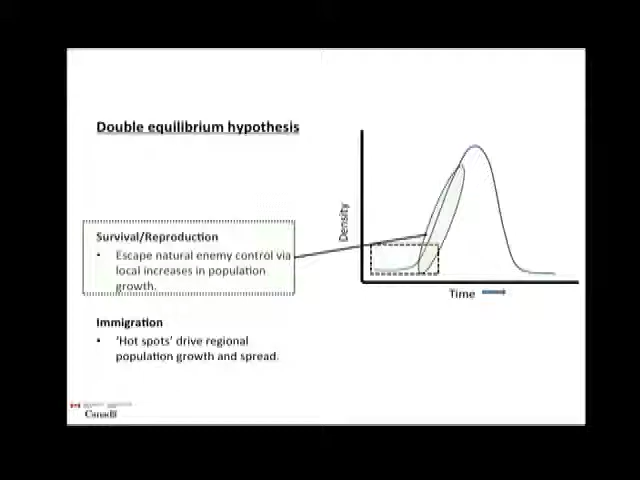 Double equilibrium hypothesis
Survival/Reproduction
• Escape natural enemy control via
local increases in population
growth.
Immigration
• 'Hot spots' drive regional
population growth and spread.
Density
Time
Canada